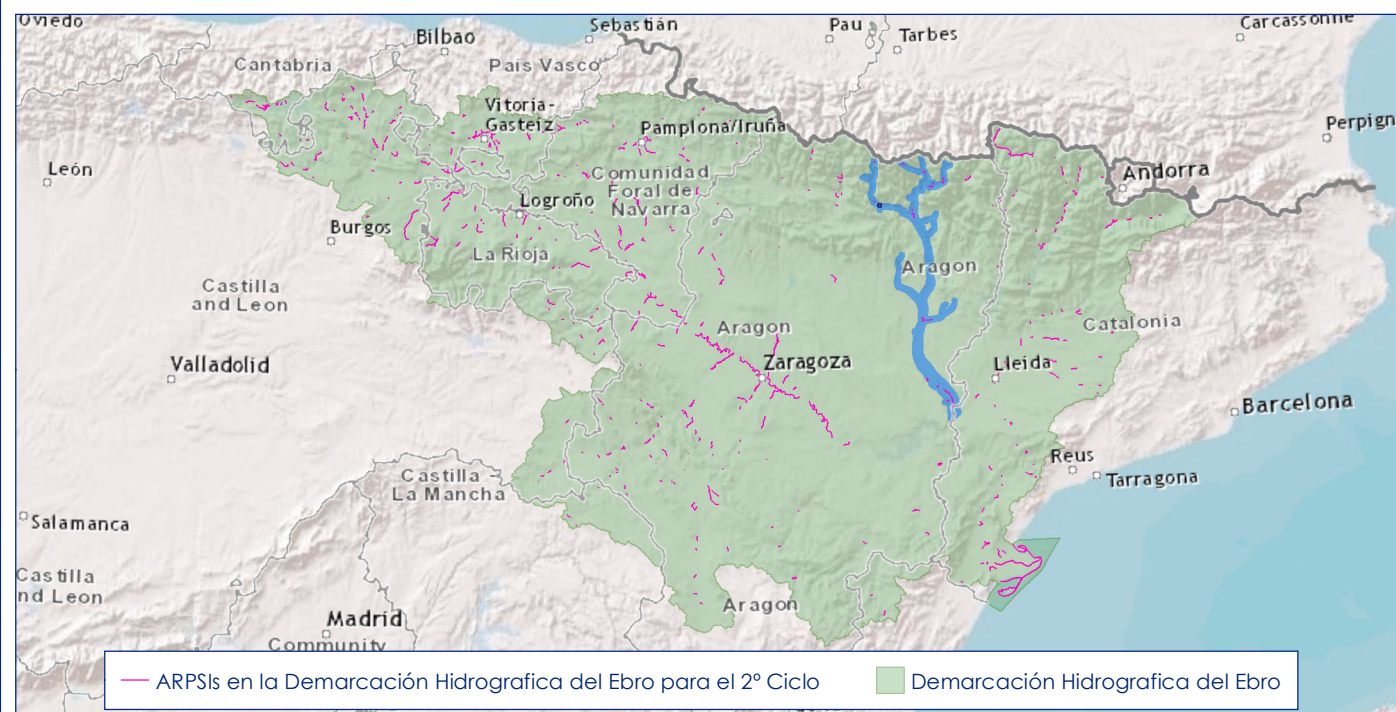 Oviedo
Sebastián
Pau
Carcassonne
Bilbao
Tarbes
Cantabria
País Vasco
Vitoria-
Gasteiz
Pamplona/Iruña
Perpign
León
Comunidad
Foral de
Navarra
Andorra
Logroño
Burgos
La Rioja
Aragon
Castilla
and Leon
Aragon
Catalonia
Valladolid
Zaragoza
Lleida
Barcelona
Reus
Castilla
La Mancha
Tarragona
Salamanca
Castilla
nd Leon
Aragon
Madrid
Community
ARPSIs en la Demarcación Hidrografica del Ebro para el 2º Ciclo
Demarcación Hidrografica del Ebro